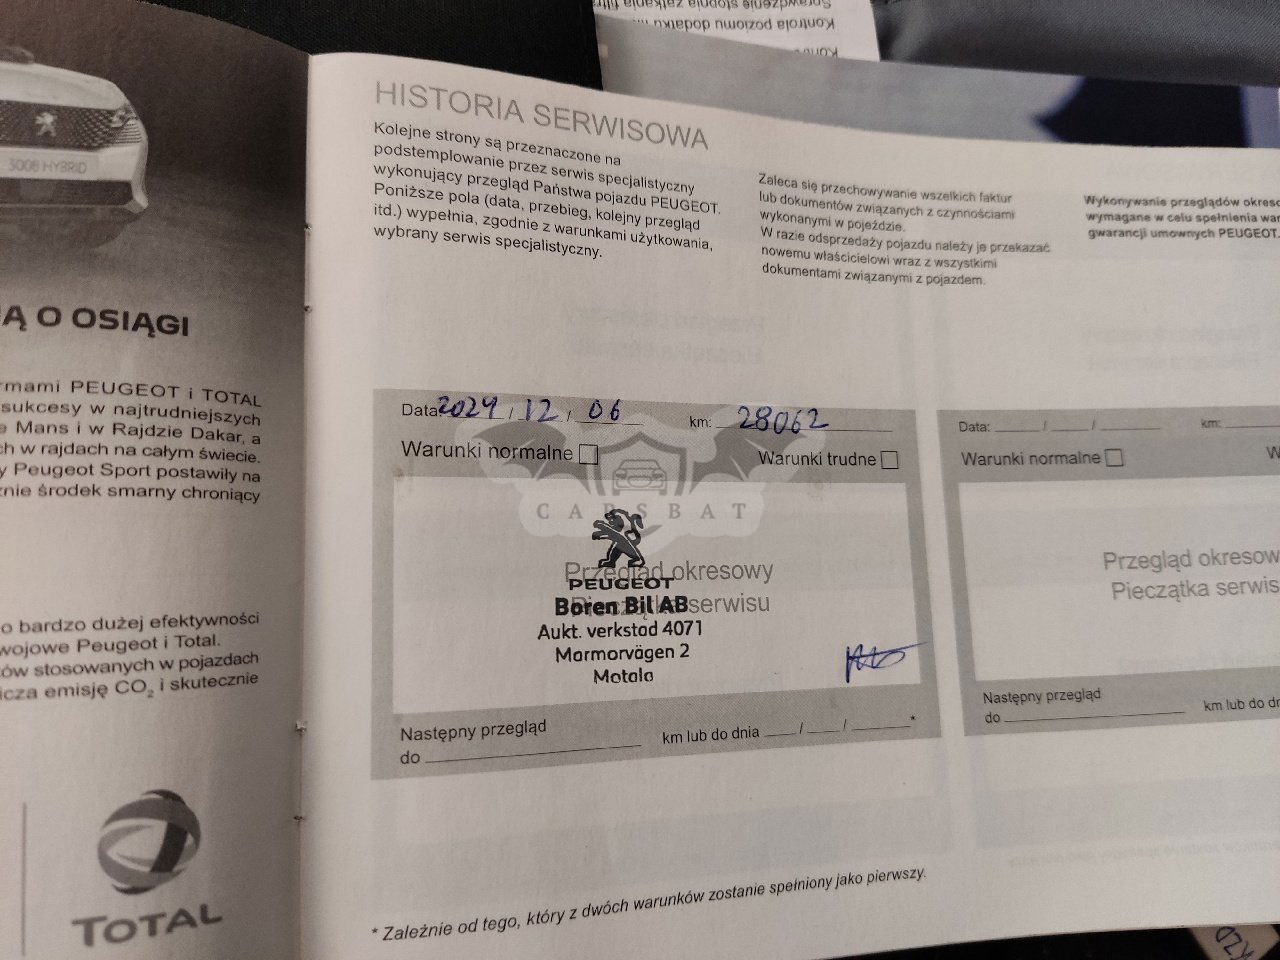 3008 HYBRID
Ą O OSIĄGI
rmami PEUGEOT i TOTAL
sukcesy w najtrudniejszych
e Mans i w Rajdzie Dakar, a
ch w rajdach na całym świecie.
y Peugeot Sport postawiły na
znie środek smarny chroniący
o bardzo dużej efektywności
wojowe Peugeot i Total.
ów stosowanych w pojazdach
icza emisję CO2 i skutecznie
TOTAL
Kontrola poziomu
HISTORIA SERWISOWA
Kolejne strony są przeznaczone na
podstemplowanie przez serwis specjalistyczny
wykonujący przegląd Państwa pojazdu PEUGEOT.
Poniższe pola (data, przebieg, kolejny przegląd
itd.) wypełnia, zgodnie z warunkami użytkowania,
wybrany serwis specjalistyczny.
Zaleca się przechowywanie wszelkich faktur
lub dokumentów związanych z czynnościami
wykonanymi w pojeździe.
W razie odsprzedaży pojazdu należy je przekazać
nowemu właścicielowi wraz z wszystkimi
dokumentami związanymi z pojazdem.
Wykonywanie przeglądów okreso
wymagane w celu spełnienia war
gwarancji umownych PEUGEOT.
Data: 2024 / 12 / 06 km: 28062
Warunki normalne Warunki trudne
CARSBAT
Przegląd okresowy
PEUGEOT
Pieczątka serwisu
Boren Bil AB
Aukt. verkstad 4071
Marmorvägen 2
Motala
Następny przegląd
do km lub do dnia / / *
Data: / / km:
Warunki normalne W
Przegląd okresow
Pieczątka serwis
Następny przegląd
do km lub do dn
* Zależnie od tego, który z dwóch warunków zostanie spełniony jako pierwszy.